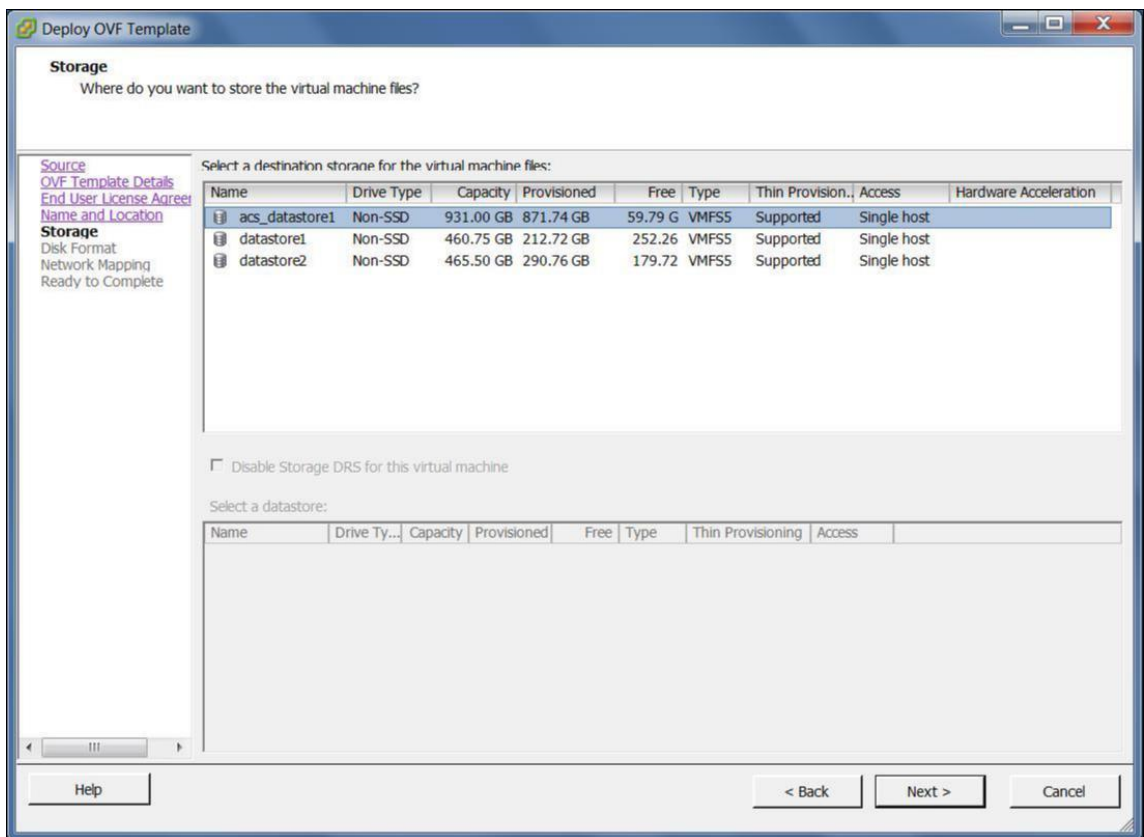 Deploy OVF Template
Storage
Where do you want to store the virtual machine files?
Source
OVF Template Details
End User License Agreer
Name and Location
Storage
Disk Format
Network Mapping
Ready to Complete
Select a destination storage for the virtual machine files:
Name Drive Type Capacity Provisioned Free Type Thin Provision.. Access Hardware Acceleration
acs_datastore1 Non-SSD 931.00 GB 871.74 GB 59.79 G VMFS5 Supported Single host
datastore1 Non-SSD 460.75 GB 212.72 GB 252.26 VMFS5 Supported Single host
datastore2 Non-SSD 465.50 GB 290.76 GB 179.72 VMFS5 Supported Single host
Disable Storage DRS for this virtual machine
Select a datastore:
Name Drive Ty... Capacity Provisioned Free Type Thin Provisioning Access
Help < Back Next > Cancel